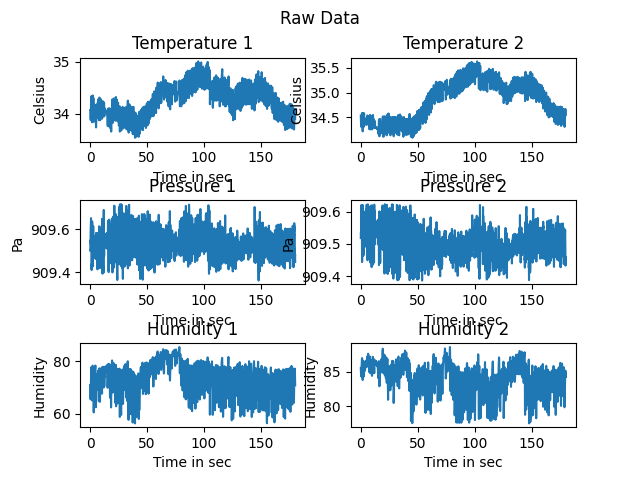 Raw Data
Temperature 1
Temperature 2
35
34
Celsius
0 50 100 150
Time in sec
35.5
35.0
34.5
Celsius
0 50 100 150
Time in sec
Pressure 1
Pressure 2
909.6
909.4
Pa
0 50 100 150
Time in sec
909.6
909.5
909.4
Pa
0 50 100 150
Time in sec
Humidity 1
Humidity 2
80
60
Humidity
0 50 100 150
Time in sec
85
80
Humidity
0 50 100 150
Time in sec